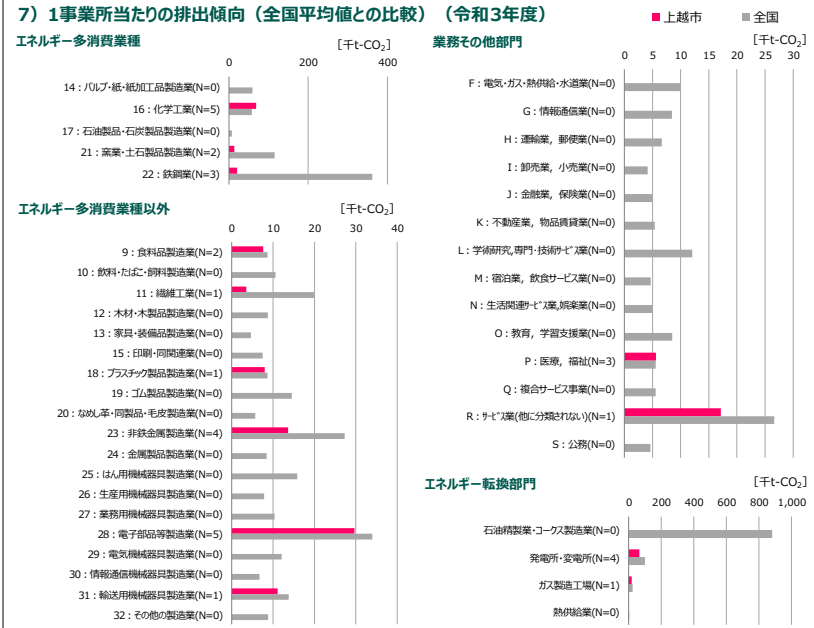 7）1事業所当たりの排出傾向（全国平均値との比較）（令和3年度）
上越市 全国
エネルギー多消費業種
［千t-CO₂］
0 200 400
14：パルプ･紙･紙加工品製造業(N=0)
16：化学工業(N=5)
17：石油製品･石炭製品製造業(N=0)
21：窯業･土石製品製造業(N=2)
22：鉄鋼業(N=3)
エネルギー多消費業種以外
［千t-CO₂］
0 10 20 30 40
9：食料品製造業(N=2)
10：飲料･たばこ･飼料製造業(N=0)
11：繊維工業(N=1)
12：木材･木製品製造業(N=0)
13：家具･装備品製造業(N=0)
15：印刷･同関連業(N=0)
18：プラスチック製品製造業(N=1)
19：ゴム製品製造業(N=0)
20：なめし革･同製品･毛皮製造業(N=0)
23：非鉄金属製造業(N=4)
24：金属製品製造業(N=0)
25：はん用機械器具製造業(N=0)
26：生産用機械器具製造業(N=0)
27：業務用機械器具製造業(N=0)
28：電子部品等製造業(N=5)
29：電気機械器具製造業(N=0)
30：情報通信機械器具製造業(N=0)
31：輸送用機械器具製造業(N=1)
32：その他の製造業(N=0)
業務その他部門
［千t-CO₂］
0 5 10 15 20 25 30
F：電気･ガス･熱供給･水道業(N=0)
G：情報通信業(N=0)
H：運輸業，郵便業(N=0)
I：卸売業，小売業(N=0)
J：金融業，保険業(N=0)
K：不動産業，物品賃貸業(N=0)
L：学術研究,専門･技術ｻｰﾋﾞｽ業(N=0)
M：宿泊業，飲食サービス業(N=0)
N：生活関連ｻｰﾋﾞｽ業,娯楽業(N=0)
O：教育，学習支援業(N=0)
P：医療，福祉(N=3)
Q：複合サービス事業(N=0)
R：ｻｰﾋﾞｽ業(他に分類されない)(N=1)
S：公務(N=0)
エネルギー転換部門
［千t-CO₂］
0 200 400 600 800 1,000
石油精製業･コークス製造業(N=0)
発電所･変電所(N=4)
ガス製造工場(N=1)
熱供給業(N=0)